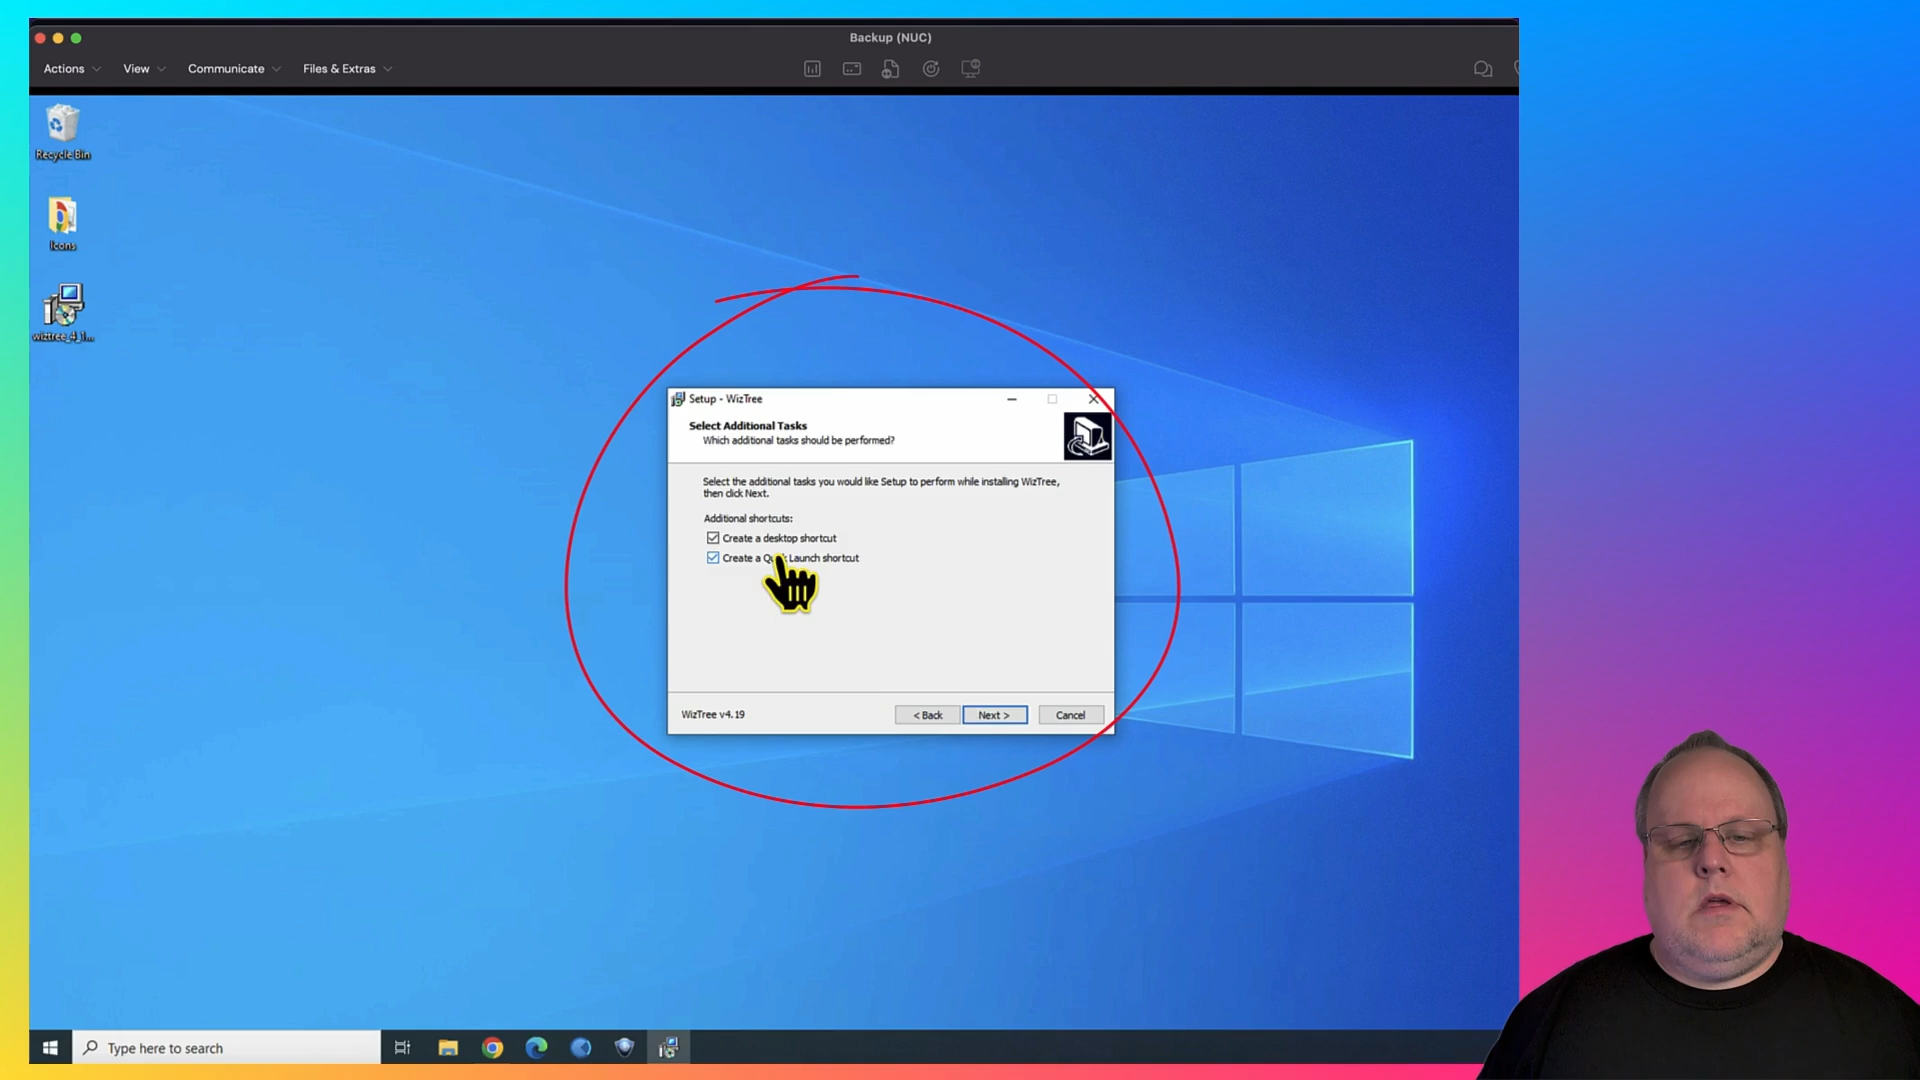 Backup (NUC)
Actions View Communicate Files & Extras
Recycle Bin
Icons
wiztree_4_1...
Setup - WizTree
Select Additional Tasks
Which additional tasks should be performed?
Select the additional tasks you would like Setup to perform while installing WizTree,
then click Next.
Additional shortcuts:
Create a desktop shortcut
Create a Launch shortcut
WizTree v4.19
< Back Next > Cancel
Type here to search